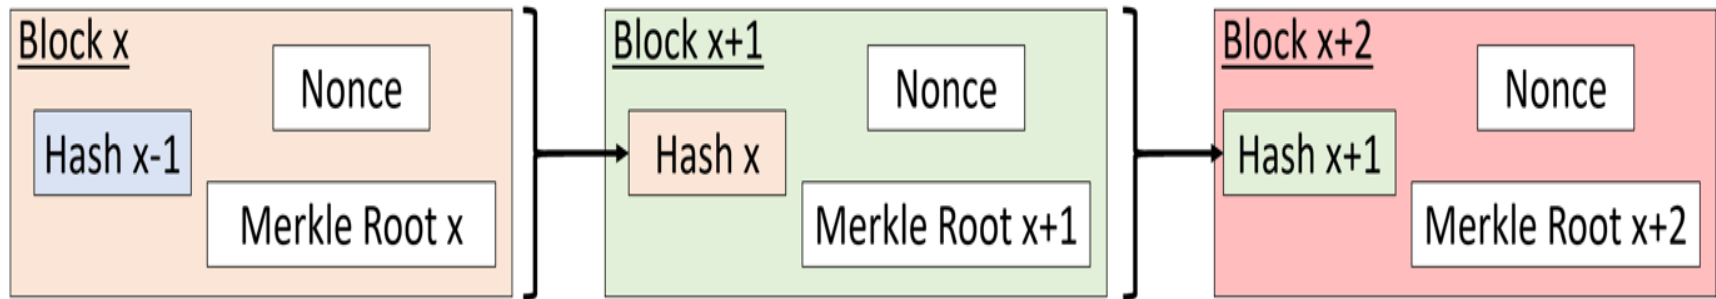 Block x
Nonce
Hash x-1
Merkle Root x
Block x+1
Nonce
Hash x
Merkle Root x+1
Block x+2
Nonce
Hash x+1
Merkle Root x+2